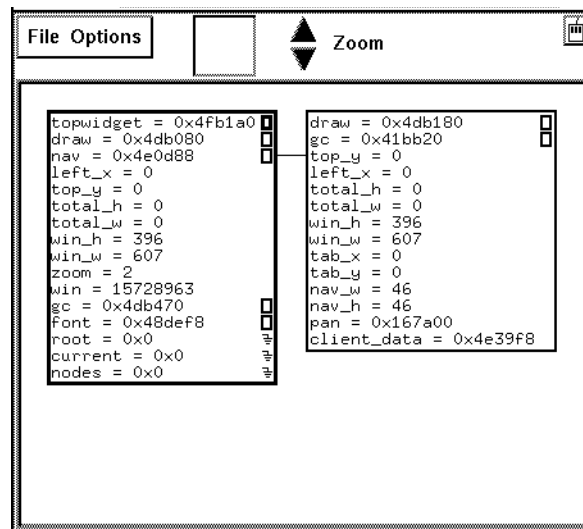 File Options
Zoom
topwidget = 0x4fb1a0
draw = 0x4db080
nav = 0x4e0d88
left_x = 0
top_y = 0
total_h = 0
total_w = 0
win_h = 396
win_w = 607
zoom = 2
win = 15728963
gc = 0x4db470
font = 0x48def8
root = 0x0
current = 0x0
nodes = 0x0
draw = 0x4db180
gc = 0x41bb20
top_y = 0
left_x = 0
total_h = 0
total_w = 0
win_h = 396
win_w = 607
tab_x = 0
tab_y = 0
nav_w = 46
nav_h = 46
pan = 0x167a00
client_data = 0x4e39f8